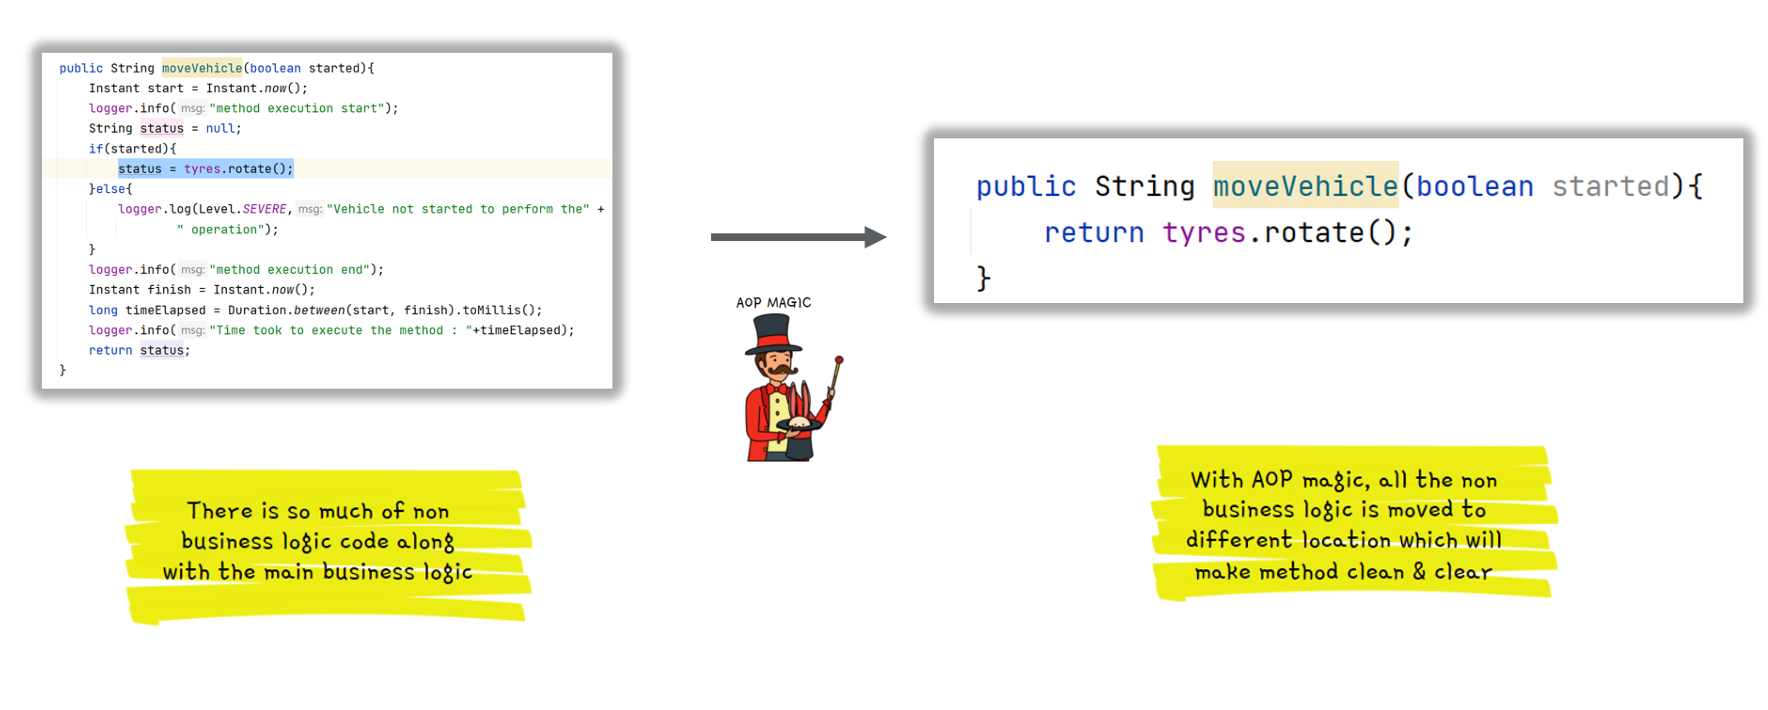 public String moveVehicle(boolean started){
Instant start = Instant.now();
logger.info( msg: "method execution start");
String status = null;
if(started){
status = tyres.rotate();
}else{
logger.log(Level.SEVERE, msg: "Vehicle not started to perform the" +
" operation");
}
logger.info( msg: "method execution end");
Instant finish = Instant.now();
long timeElapsed = Duration.between(start, finish).toMillis();
logger.info( msg: "Time took to execute the method : "+timeElapsed);
return status;
}
There is so much of non
business logic code along
with the main business logic
AOP MAGIC
public String moveVehicle(boolean started){
return tyres.rotate();
}
With AOP magic, all the non
business logic is moved to
different location which will
make method clean & clear